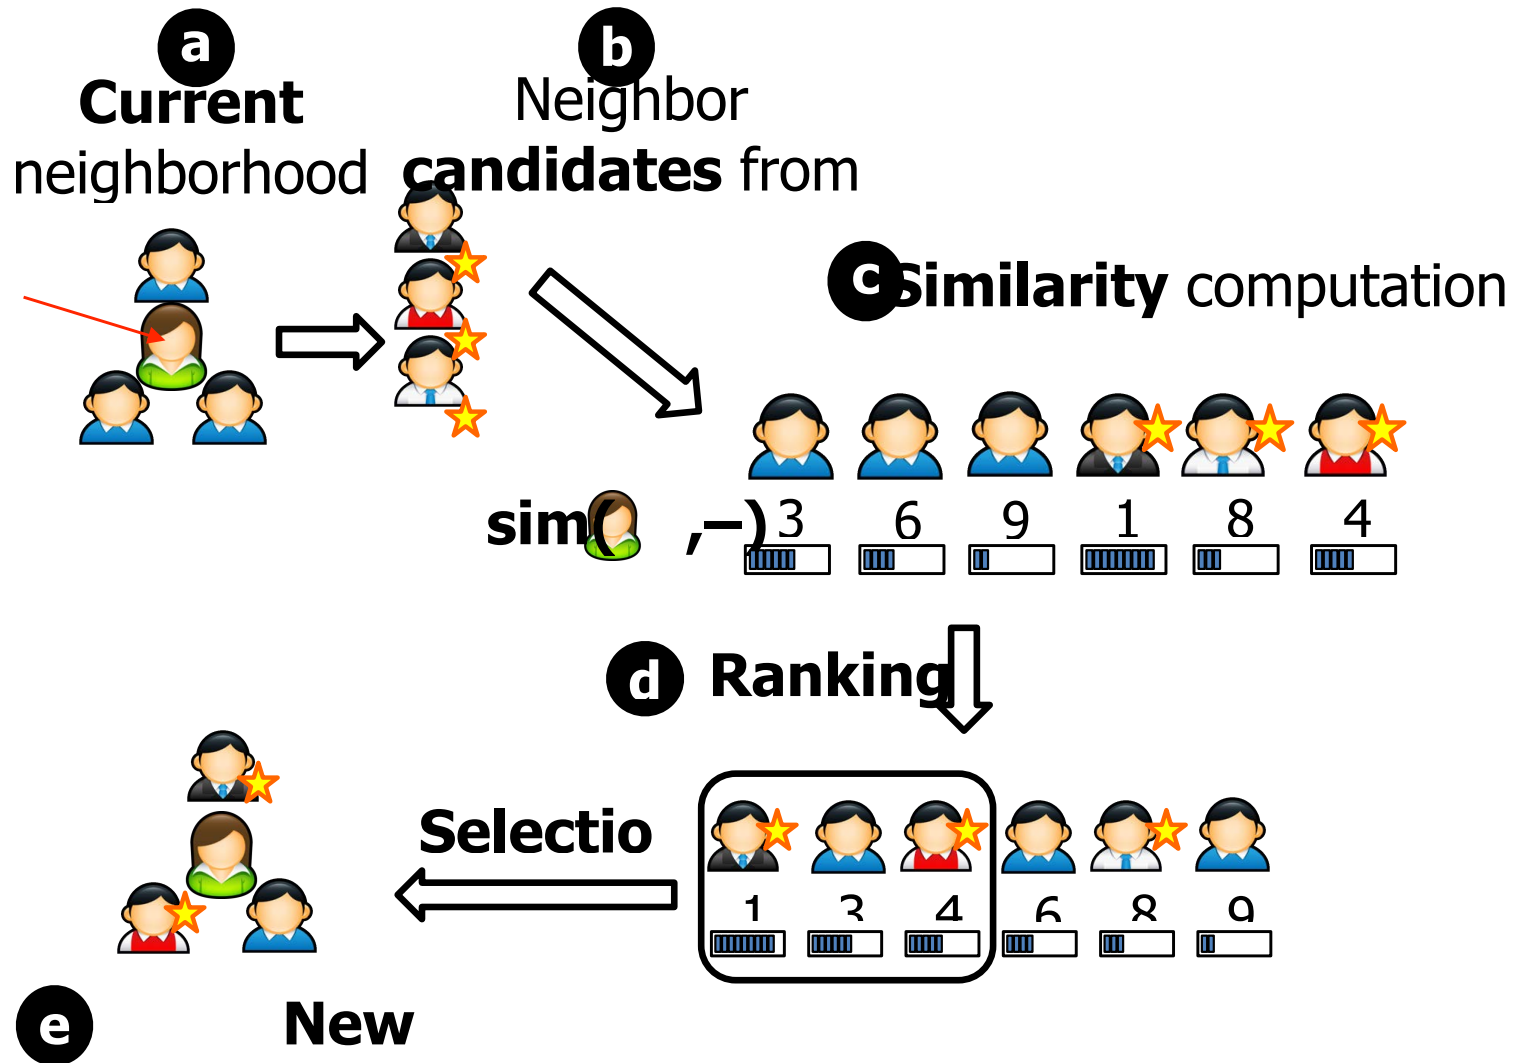 a
Current
neighborhood
b
Neighbor
candidates from
c Similarity computation
sim( ,–)
3 6 9 1 8 4
d Ranking
Selectio
1 3 4 6 8 9
e New